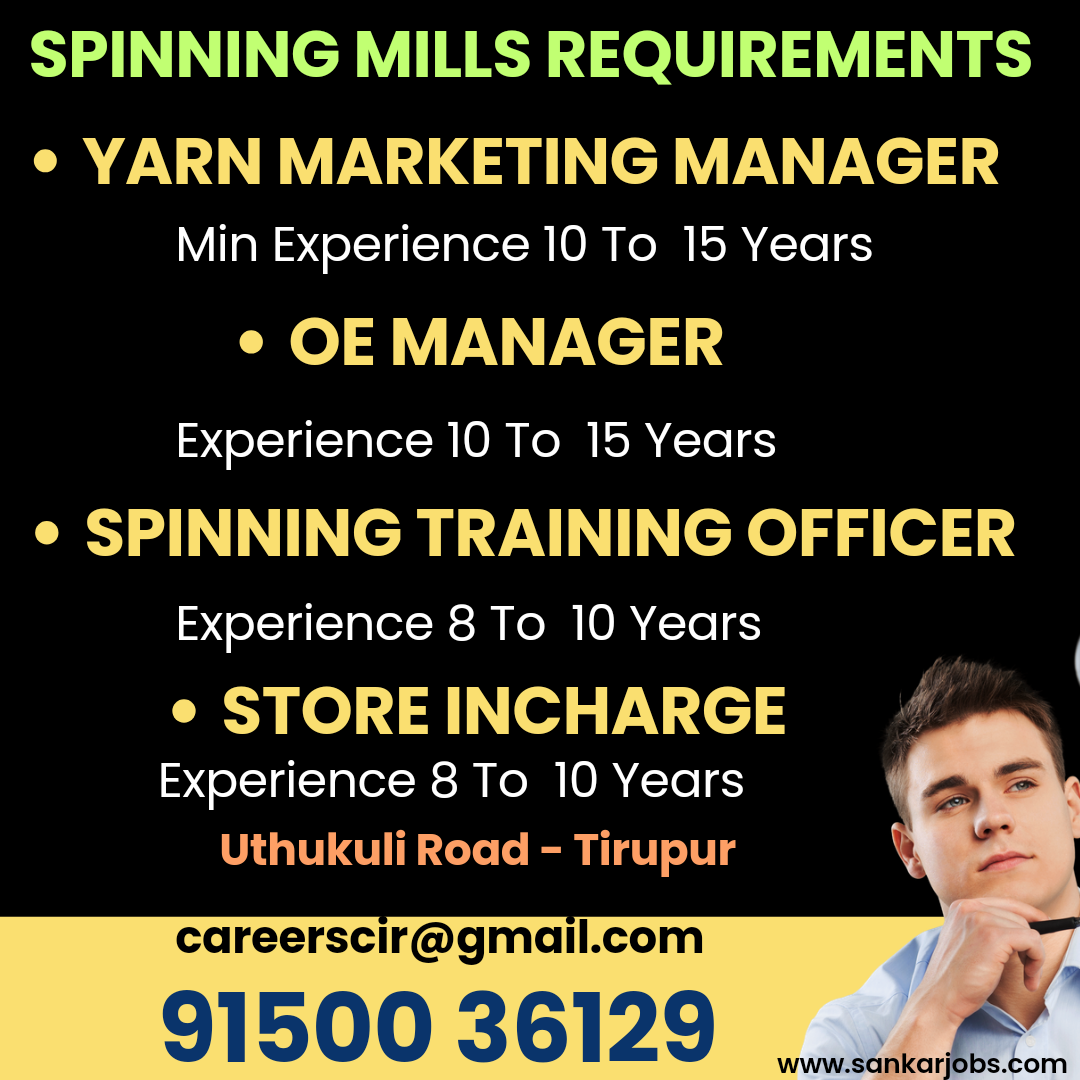 SPINNING MILLS REQUIREMENTS
• YARN MARKETING MANAGER
Min Experience 10 To 15 Years
• OE MANAGER
Experience 10 To 15 Years
• SPINNING TRAINING OFFICER
Experience 8 To 10 Years
• STORE INCHARGE
Experience 8 To 10 Years
Uthukuli Road - Tirupur
careerscir@gmail.com
91500 36129
www.sankarjobs.com